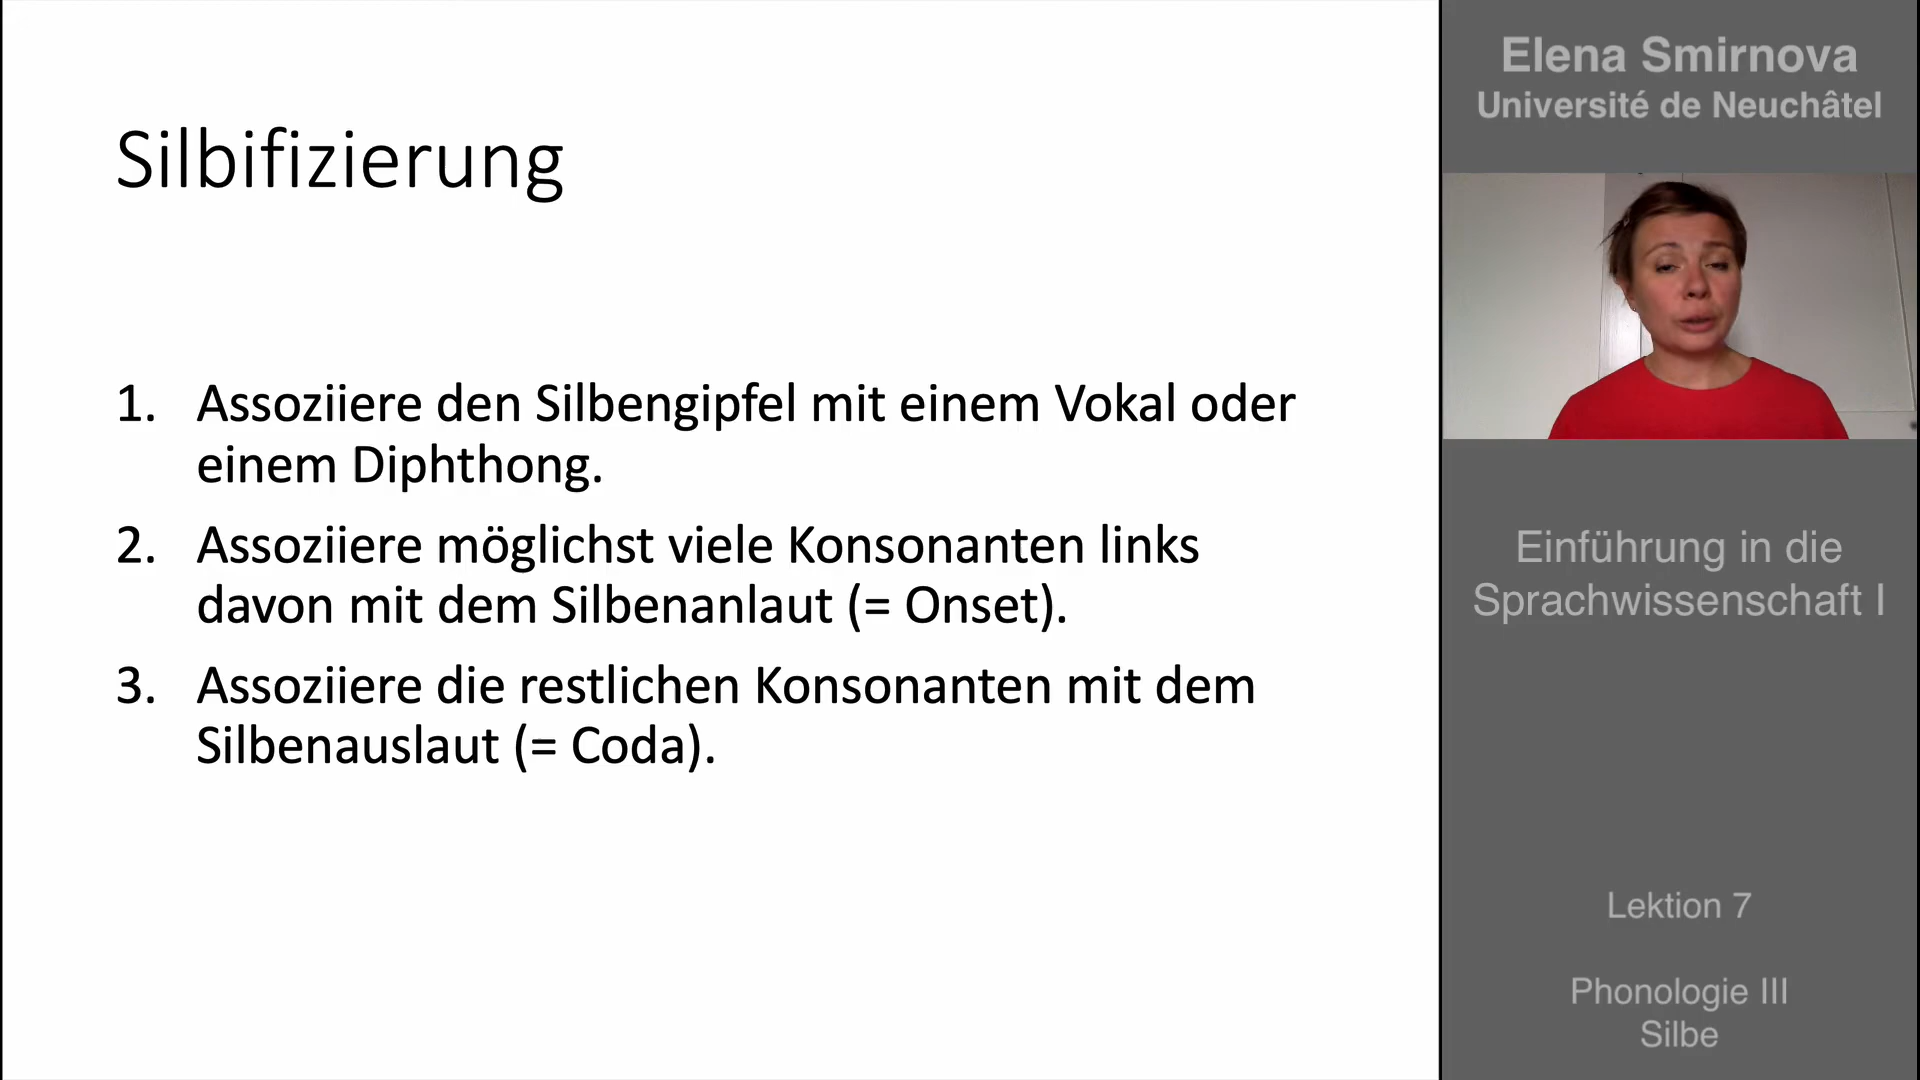 Silbifizierung
1. Assoziiere den Silbengipfel mit einem Vokal oder
einem Diphthong.
2. Assoziiere möglichst viele Konsonanten links
davon mit dem Silbenanlaut (= Onset).
3. Assoziiere die restlichen Konsonanten mit dem
Silbenauslaut (= Coda).
Elena Smirnova
Université de Neuchâtel
Einführung in die
Sprachwissenschaft I
Lektion 7
Phonologie III
Silbe